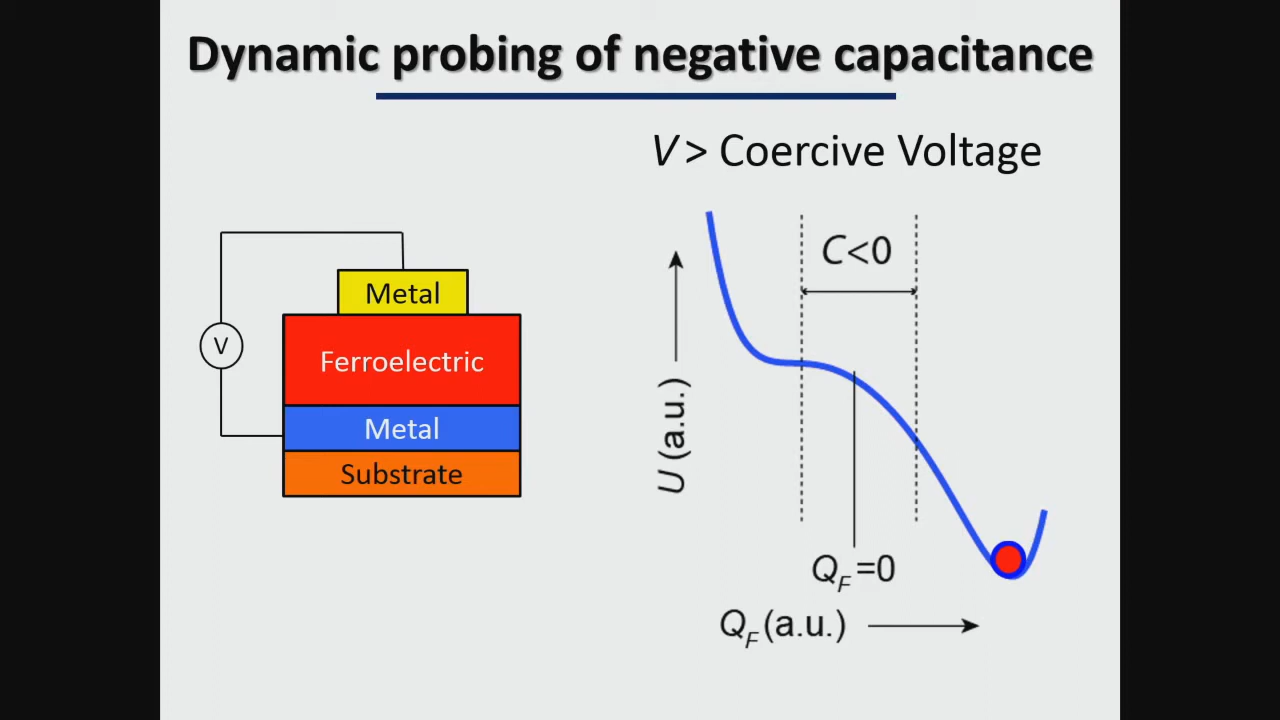 Dynamic probing of negative capacitance
V > Coercive Voltage
C<0
Metal
Ferroelectric
V
Metal
Substrate
U (a.u.)
Q_F=0
Q_F (a.u.)